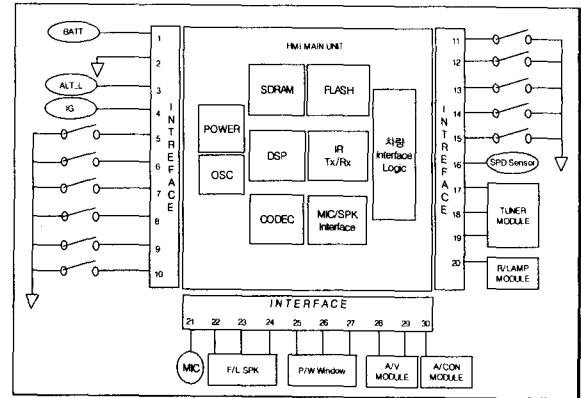 BATT
ALT_L
IG
1
2
3
4
5
6
7
8
9
10
INTREFACE
HMI MAIN UNIT
SDRAM
FLASH
POWER
OSC
DSP
IR
Tx/Rx
CODEC
MIC/SPK
Interface
차량
Interface
Logic
INTREFACE
11
12
13
14
15
16
17
18
19
20
SPD Sensor
TUNER
MODULE
R/LAMP
MODULE
INTERFACE
21 22 23 24 25 26 27 28 29 30
MIC
F/L SPK
P/W Window
A/V
MODULE
A/CON
MODULE